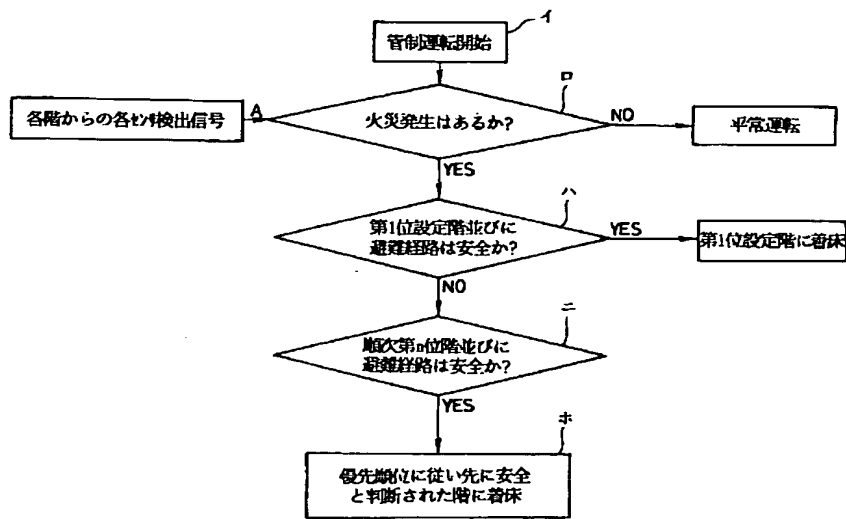 イ
管制運転開始
ロ
各階からの各センサ検出信号
A
火災発生はあるか?
NO
平常運転
YES
ハ
第1位設定階並びに
避難経路は安全か?
YES
第1位設定階に着床
NO
ニ
順次第n位階並びに
避難経路は安全か?
YES
ホ
優先順位に従い先に安全
と判断された階に着床